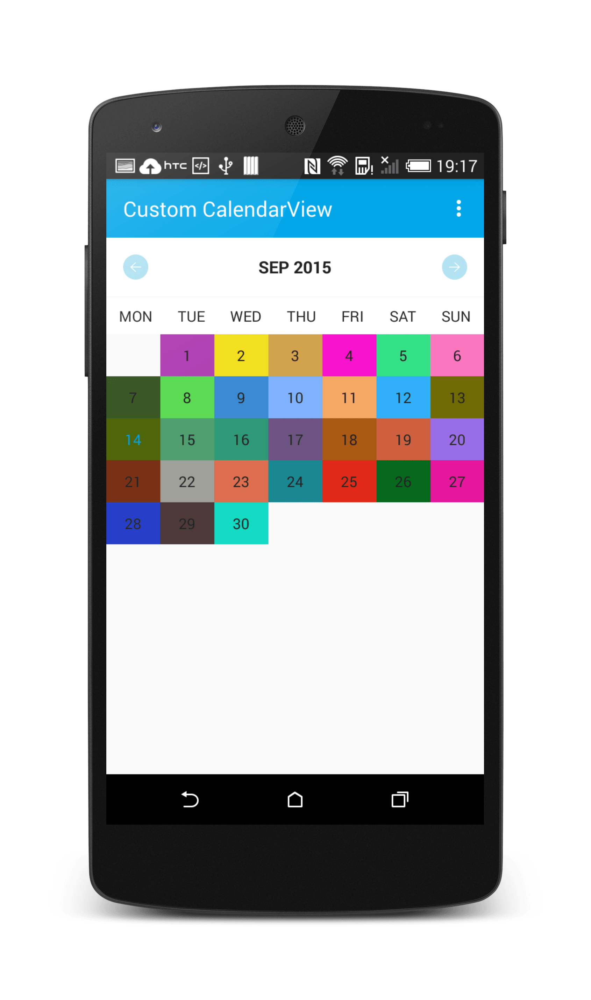 hTC </> 19:17
Custom CalendarView
SEP 2015
MON TUE WED THU FRI SAT SUN
1 2 3 4 5 6
7 8 9 10 11 12 13
14 15 16 17 18 19 20
21 22 23 24 25 26 27
28 29 30